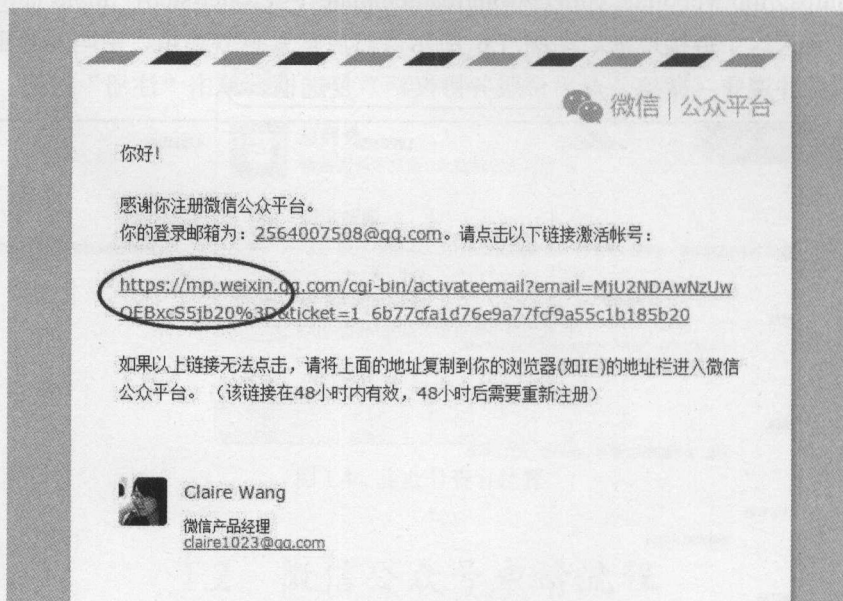 微信 | 公众平台
你好!
感谢你注册微信公众平台。
你的登录邮箱为：2564007508@qq.com。请点击以下链接激活帐号：
https://mp.weixin.qq.com/cgi-bin/activateemail?email=MjU2NDAwNzUw
OEBxcS5jb20%3D&ticket=1_6b77cfa1d76e9a77fcf9a55c1b185b20
如果以上链接无法点击，请将上面的地址复制到你的浏览器(如IE)的地址栏进入微信
公众平台。（该链接在48小时内有效，48小时后需要重新注册）
Claire Wang
微信产品经理
claire1023@qq.com